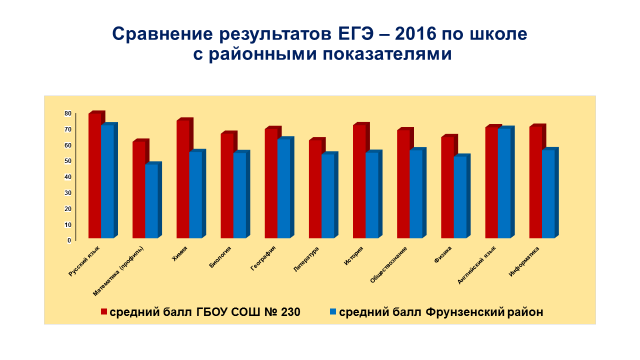 Сравнение результатов ЕГЭ – 2016 по школе
с районными показателями
80
70
60
50
40
30
20
10
0
Русский язык
Математика (профиль)
Химия
Биология
География
Литература
История
Обществознание
Физика
Английский язык
Информатика
средний балл ГБОУ СОШ № 230
средний балл Фрунзенский район